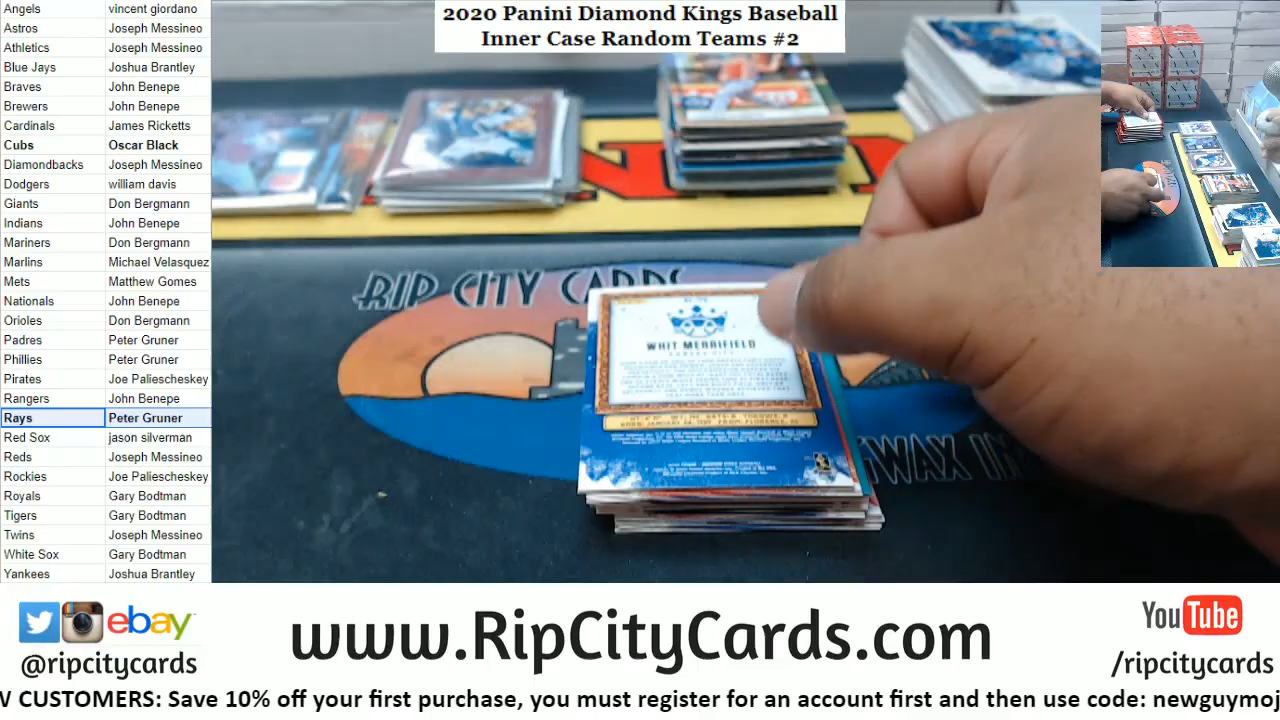 2020 Panini Diamond Kings Baseball
Inner Case Random Teams #2
Angels vincent giordano
Astros Joseph Messineo
Athletics Joseph Messineo
Blue Jays Joshua Brantley
Braves John Benepe
Brewers John Benepe
Cardinals James Ricketts
Cubs Oscar Black
Diamondbacks Joseph Messineo
Dodgers william davis
Giants Don Bergmann
Indians John Benepe
Mariners Don Bergmann
Marlins Michael Velasquez
Mets Matthew Gomes
Nationals John Benepe
Orioles Don Bergmann
Padres Peter Gruner
Phillies Peter Gruner
Pirates Joe Paliescheskey
Rangers John Benepe
Rays Peter Gruner
Red Sox jason silverman
Reds Joseph Messineo
Rockies Joe Paliescheskey
Royals Gary Bodtman
Tigers Gary Bodtman
Twins Joseph Messineo
White Sox Gary Bodtman
Yankees Joshua Brantley
RIP CITY CARDS
WHIT MERRIFIELD
KANSAS CITY
WAX IN
ebay
@ripcitycards
www.RipCityCards.com
YouTube
/ripcitycards
W CUSTOMERS: Save 10% off your first purchase, you must register for an account first and then use code: newguymoj